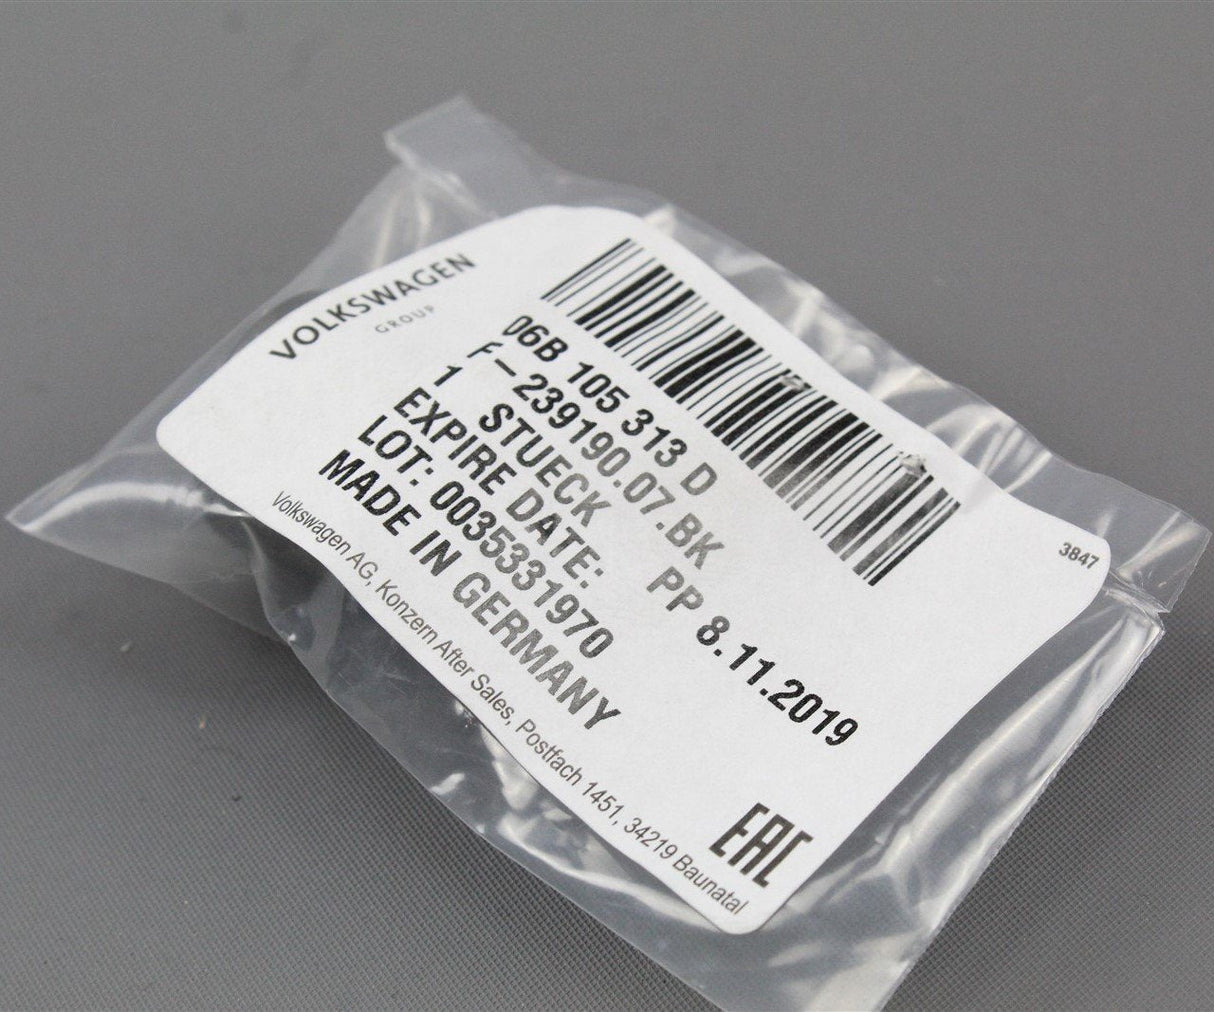 VOLKSWAGEN
GROUP
06B 105 313 D
F-239190.07.BK
1 STUECK
EXPIRE DATE: PP 8.11.2019
LOT: 0035331970
MADE IN GERMANY
Volkswagen AG, Konzern After Sales, Postfach 1451, 34219 Baunatal
3847
EAC